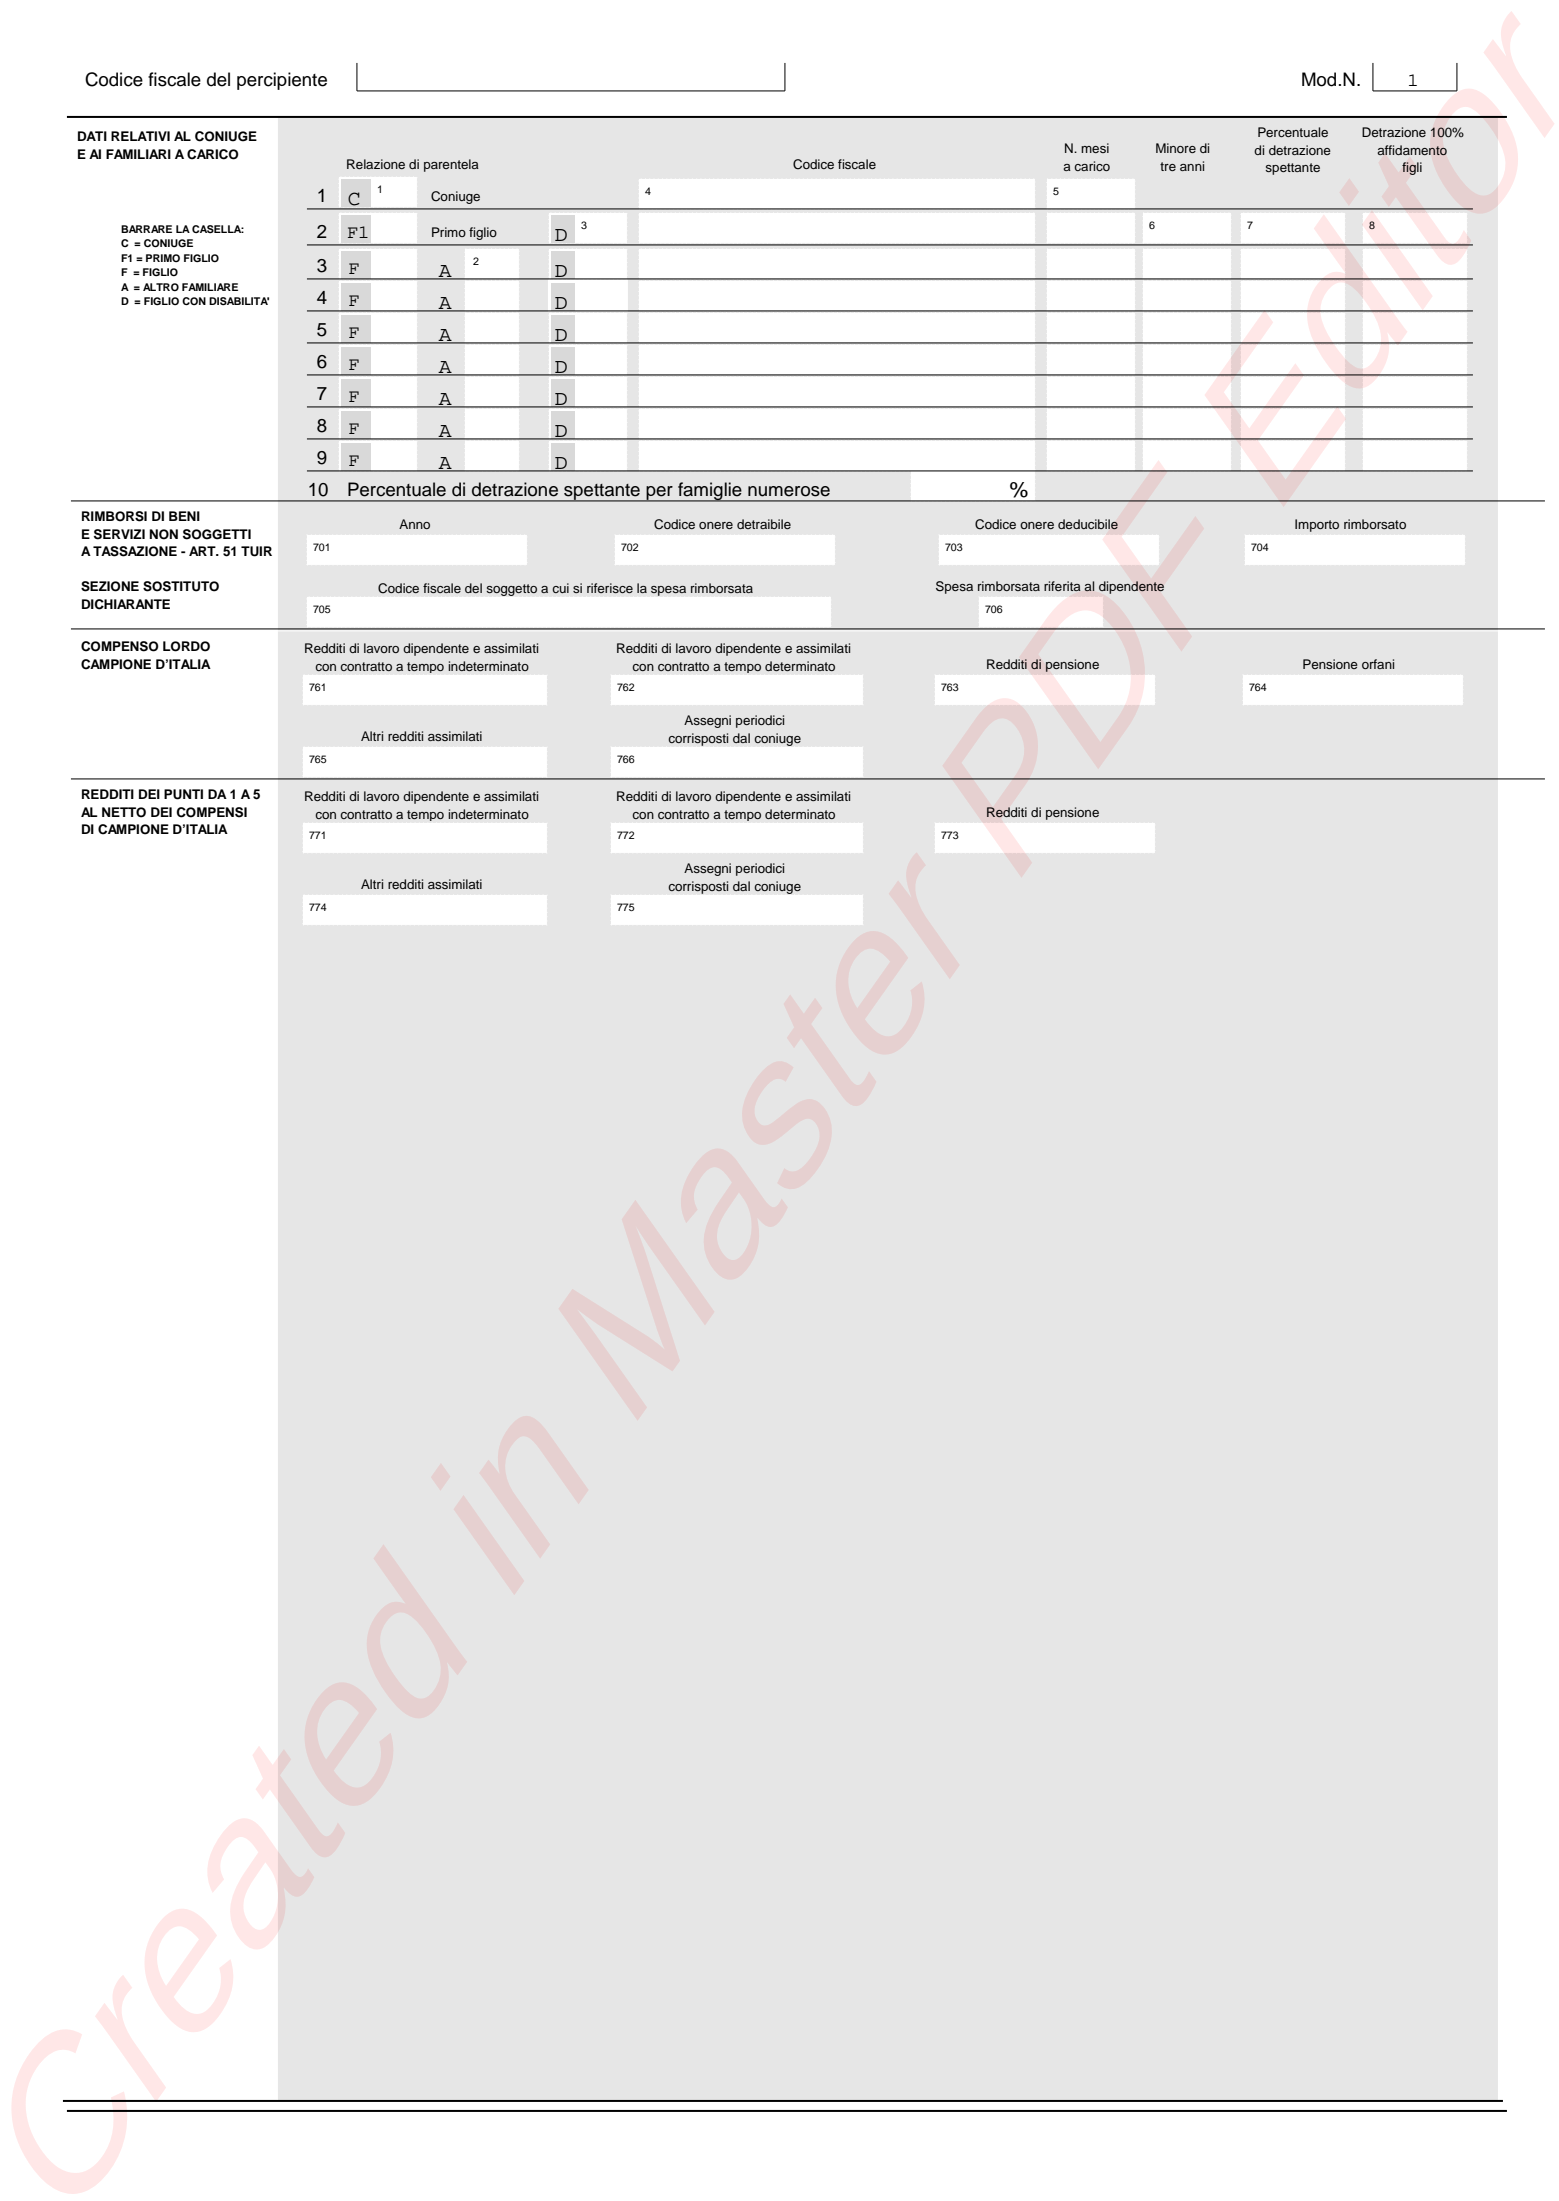 Codice fiscale del percipiente Mod.N. 1
DATI RELATIVI AL CONIUGE
E AI FAMILIARI A CARICO
BARRARE LA CASELLA:
C = CONIUGE
F1 = PRIMO FIGLIO
F = FIGLIO
A = ALTRO FAMILIARE
D = FIGLIO CON DISABILITA'
Relazione di parentela
Codice fiscale
N. mesi
a carico
Minore di
tre anni
Percentuale
di detrazione
spettante
Detrazione 100%
affidamento
figli
1 C 1 Coniuge 4 5
2 F1 Primo figlio D 3 6 7 8
3 F A 2 D
4 F A D
5 F A D
6 F A D
7 F A D
8 F A D
9 F A D
10 Percentuale di detrazione spettante per famiglie numerose %
RIMBORSI DI BENI
E SERVIZI NON SOGGETTI
A TASSAZIONE - ART. 51 TUIR
Anno Codice onere detraibile Codice onere deducibile Importo rimborsato
701 702 703 704
SEZIONE SOSTITUTO
DICHIARANTE
Codice fiscale del soggetto a cui si riferisce la spesa rimborsata Spesa rimborsata riferita al dipendente
705 706
COMPENSO LORDO
CAMPIONE D'ITALIA
Redditi di lavoro dipendente e assimilati
con contratto a tempo indeterminato
Redditi di lavoro dipendente e assimilati
con contratto a tempo determinato
Redditi di pensione Pensione orfani
761 762 763 764
Altri redditi assimilati
Assegni periodici
corrisposti dal coniuge
765 766
REDDITI DEI PUNTI DA 1 A 5
AL NETTO DEI COMPENSI
DI CAMPIONE D'ITALIA
Redditi di lavoro dipendente e assimilati
con contratto a tempo indeterminato
Redditi di lavoro dipendente e assimilati
con contratto a tempo determinato
Redditi di pensione
771 772 773
Altri redditi assimilati
Assegni periodici
corrisposti dal coniuge
774 775
Created in Master PDF Editor